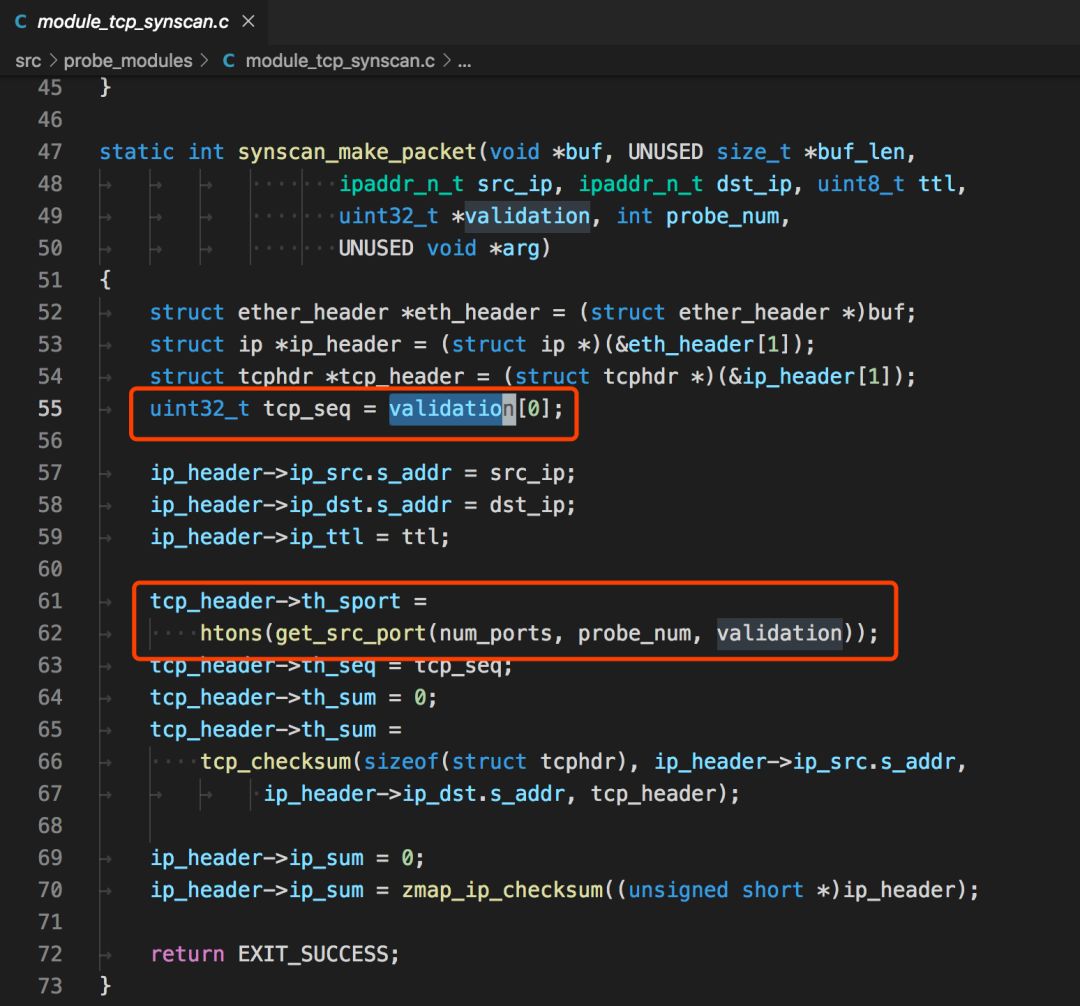 C module_tcp_synscan.c ×
src > probe_modules > C module_tcp_synscan.c > ...
45 }
46
47 static int synscan_make_packet(void *buf, UNUSED size_t *buf_len,
48 ipaddr_n_t src_ip, ipaddr_n_t dst_ip, uint8_t ttl,
49 uint32_t *validation, int probe_num,
50 UNUSED void *arg)
51 {
52 struct ether_header *eth_header = (struct ether_header *)buf;
53 struct ip *ip_header = (struct ip *)(&eth_header[1]);
54 struct tcphdr *tcp_header = (struct tcphdr *)(&ip_header[1]);
55 uint32_t tcp_seq = validation[0];
56
57 ip_header->ip_src.s_addr = src_ip;
58 ip_header->ip_dst.s_addr = dst_ip;
59 ip_header->ip_ttl = ttl;
60
61 tcp_header->th_sport =
62 htons(get_src_port(num_ports, probe_num, validation));
63 tcp_header->th_seq = tcp_seq;
64 tcp_header->th_sum = 0;
65 tcp_header->th_sum =
66 tcp_checksum(sizeof(struct tcphdr), ip_header->ip_src.s_addr,
67 ip_header->ip_dst.s_addr, tcp_header);
68
69 ip_header->ip_sum = 0;
70 ip_header->ip_sum = zmap_ip_checksum((unsigned short *)ip_header);
71
72 return EXIT_SUCCESS;
73 }